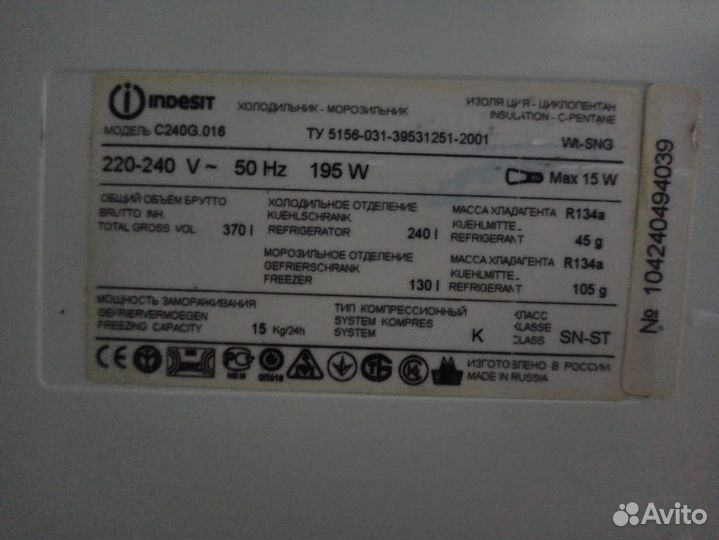 INDESIT
ХОЛОДИЛЬНИК - МОРОЗИЛЬНИК
ИЗОЛЯЦИЯ - ЦИКЛОПЕНТАН
INSULATION - C-PENTANE
МОДЕЛЬ C240G.016
ТУ 5156-031-39531251-2001
Wt-SNG
220-240 V ~ 50 Hz 195 W
Max 15 W
ОБЩИЙ ОБЪЕМ БРУТТО
BRUTTO INH.
TOTAL GROSS VOL. 370 l
ХОЛОДИЛЬНОЕ ОТДЕЛЕНИЕ
KUEHLSCHRANK
REFRIGERATOR 240 l
МАССА ХЛАДАГЕНТА R134a
KUEHLMITTE
REFRIGERANT 45 g
МОРОЗИЛЬНОЕ ОТДЕЛЕНИЕ
GEFRIERSCHRANK
FREEZER 130 l
МАССА ХЛАДАГЕНТА R134a
KUEHLMITTE
REFRIGERANT 105 g
МОЩНОСТЬ ЗАМОРАЖИВАНИЯ
GEFRIERVERMOEGEN
FREEZING CAPACITY 15 Kg/24h
ТИП КОМПРЕССИОННЫЙ
SYSTEM KOMPRES
SYSTEM K
КЛАСС
KLASSE
CLASS SN-ST
CE
ИЗГОТОВЛЕНО В РОССИИ
MADE IN RUSSIA
№ 104240494039
Avito